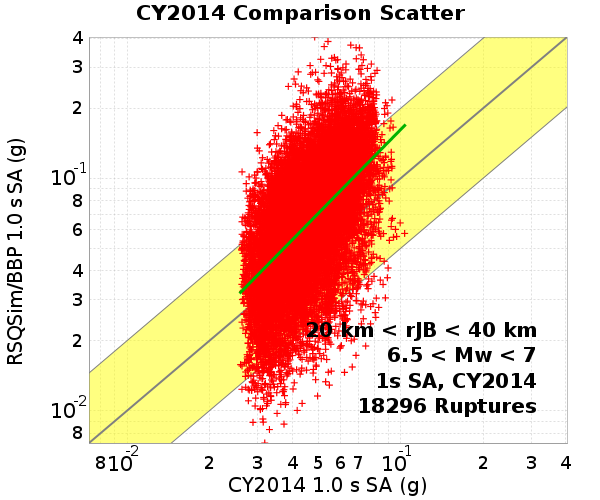 CY2014 Comparison Scatter
RSQSim/BBP 1.0 s SA (g)
4
3
2
10-1
8
6
4
3
2
10-2
8
20 km < rJB < 40 km
6.5 < Mw < 7
1s SA, CY2014
18296 Ruptures
8 10-2 2 3 4 5 6 7 10-1 2 3 4
CY2014 1.0 s SA (g)